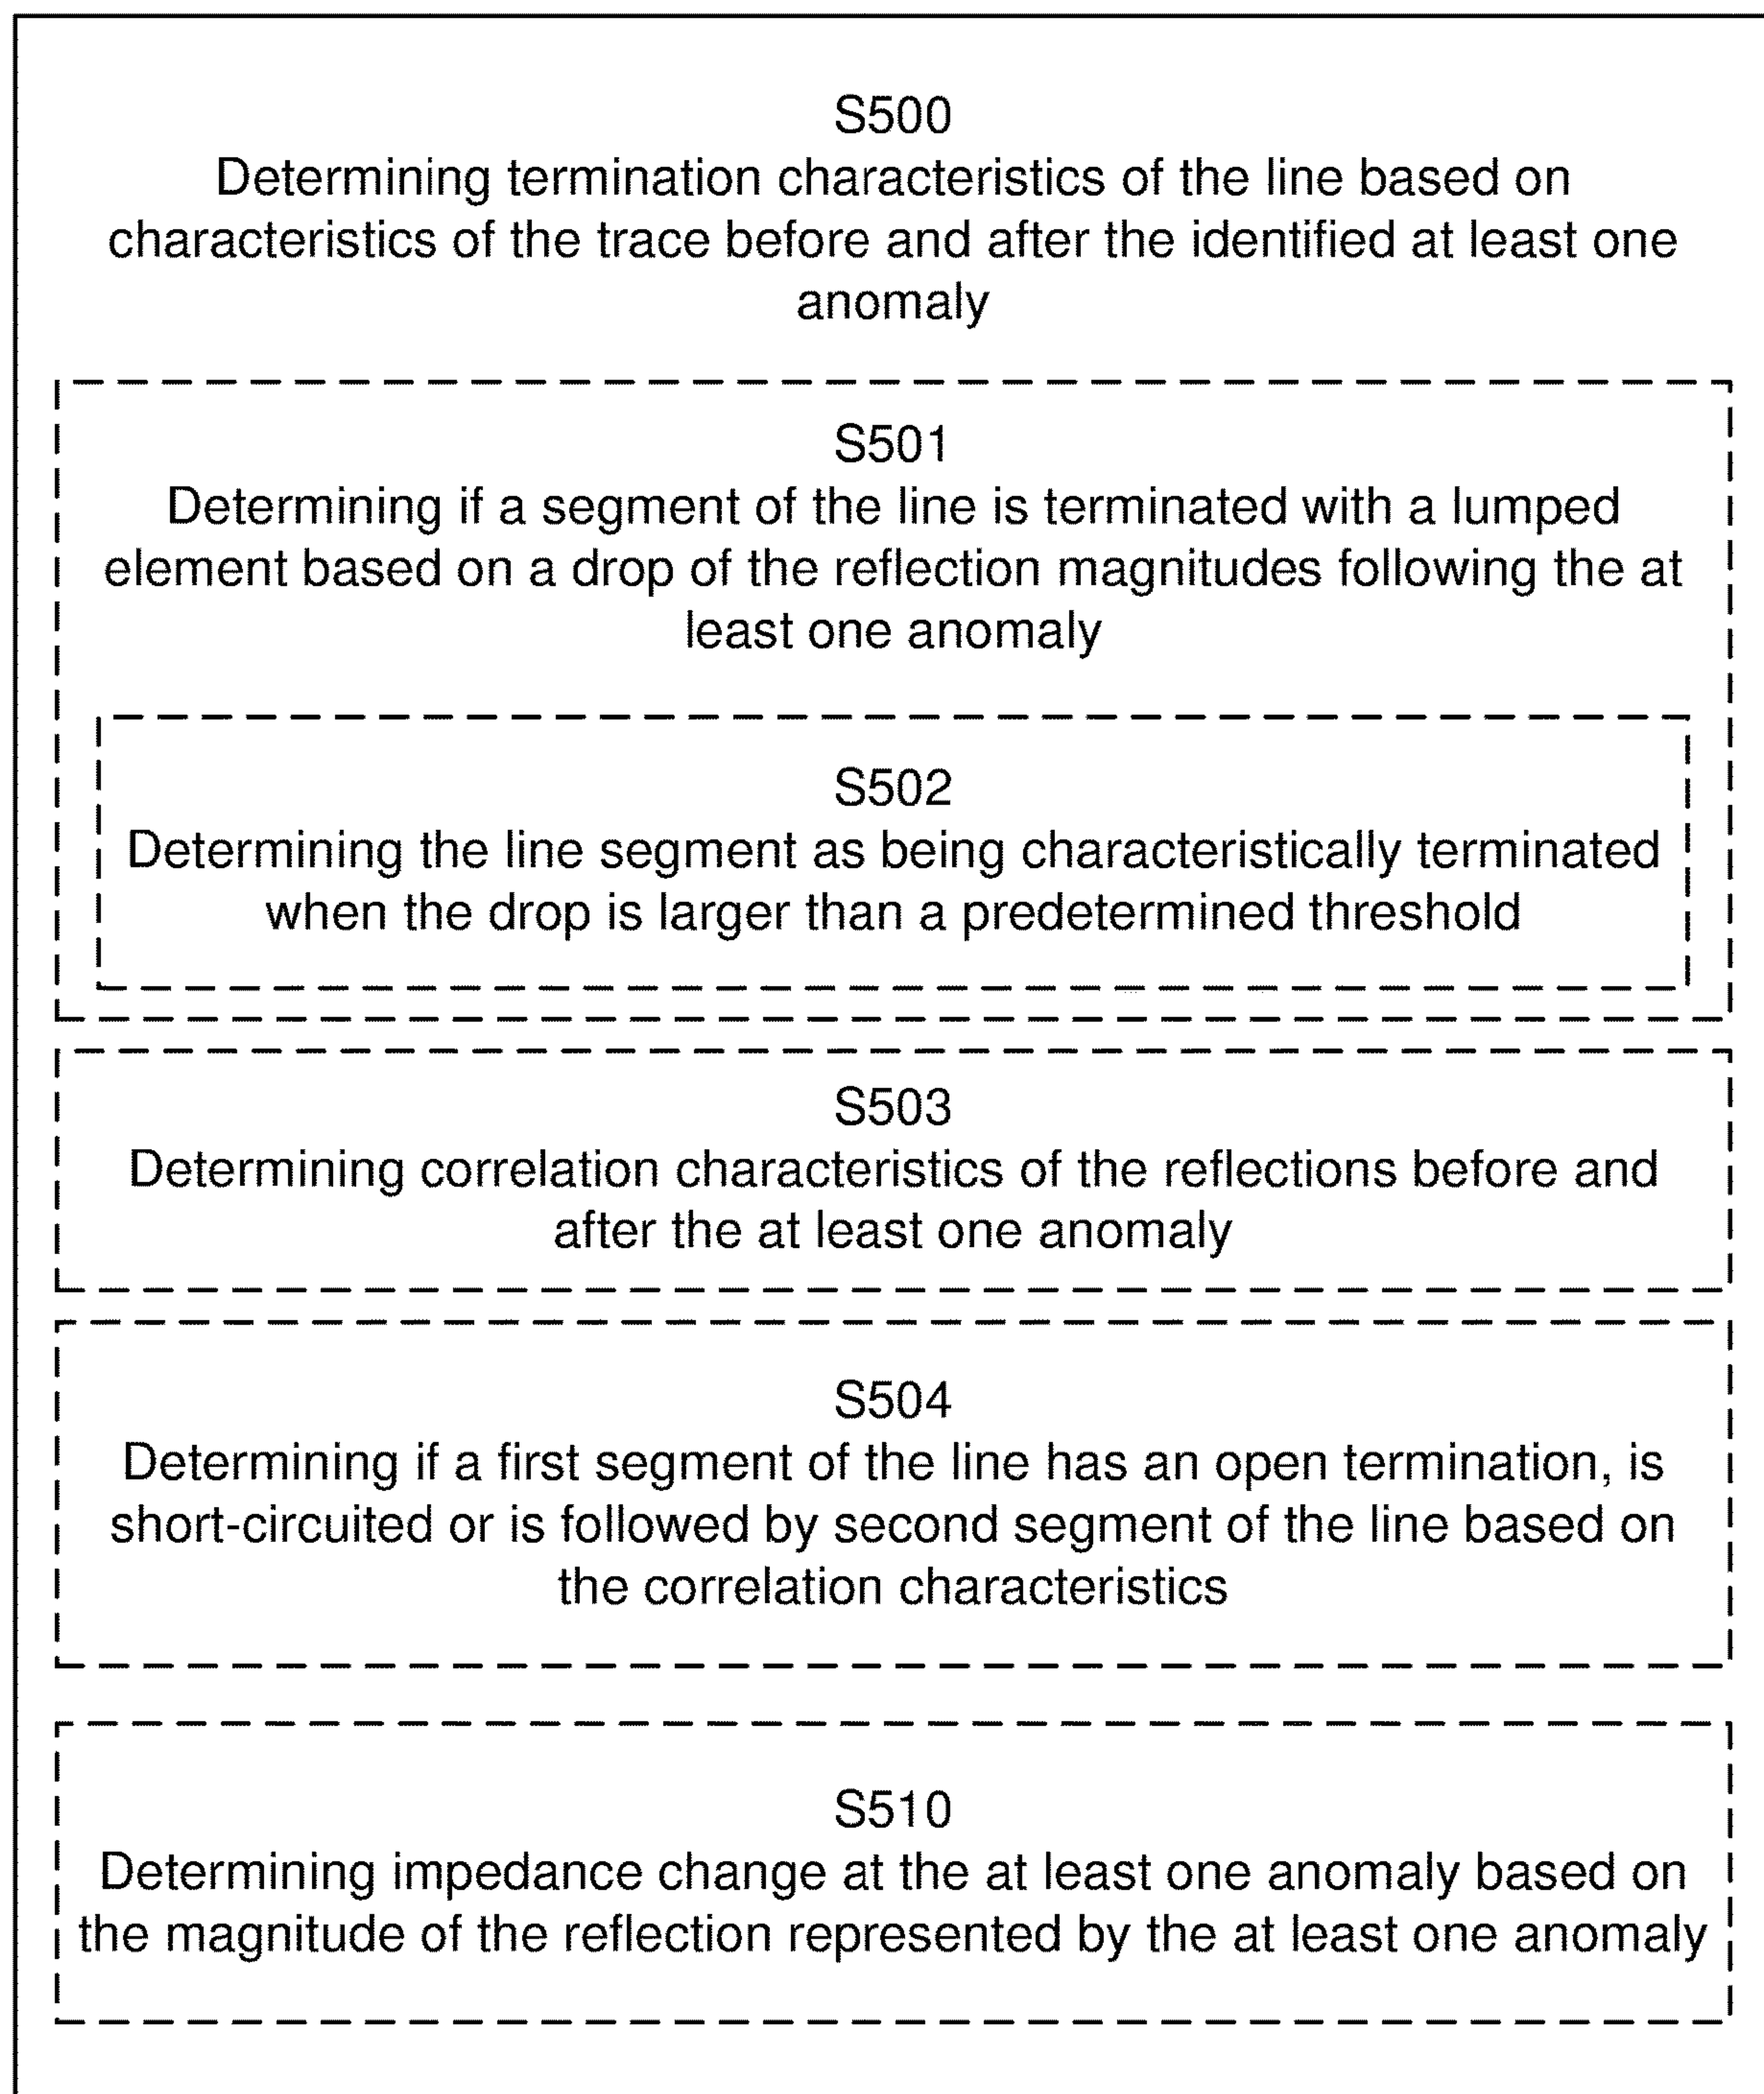 S500
Determining termination characteristics of the line based on
characteristics of the trace before and after the identified at least one
anomaly
S501
Determining if a segment of the line is terminated with a lumped
element based on a drop of the reflection magnitudes following the at
least one anomaly
S502
Determining the line segment as being characteristically terminated
when the drop is larger than a predetermined threshold
S503
Determining correlation characteristics of the reflections before and
after the at least one anomaly
S504
Determining if a first segment of the line has an open termination, is
short-circuited or is followed by second segment of the line based on
the correlation characteristics
S510
Determining impedance change at the at least one anomaly based on
the magnitude of the reflection represented by the at least one anomaly